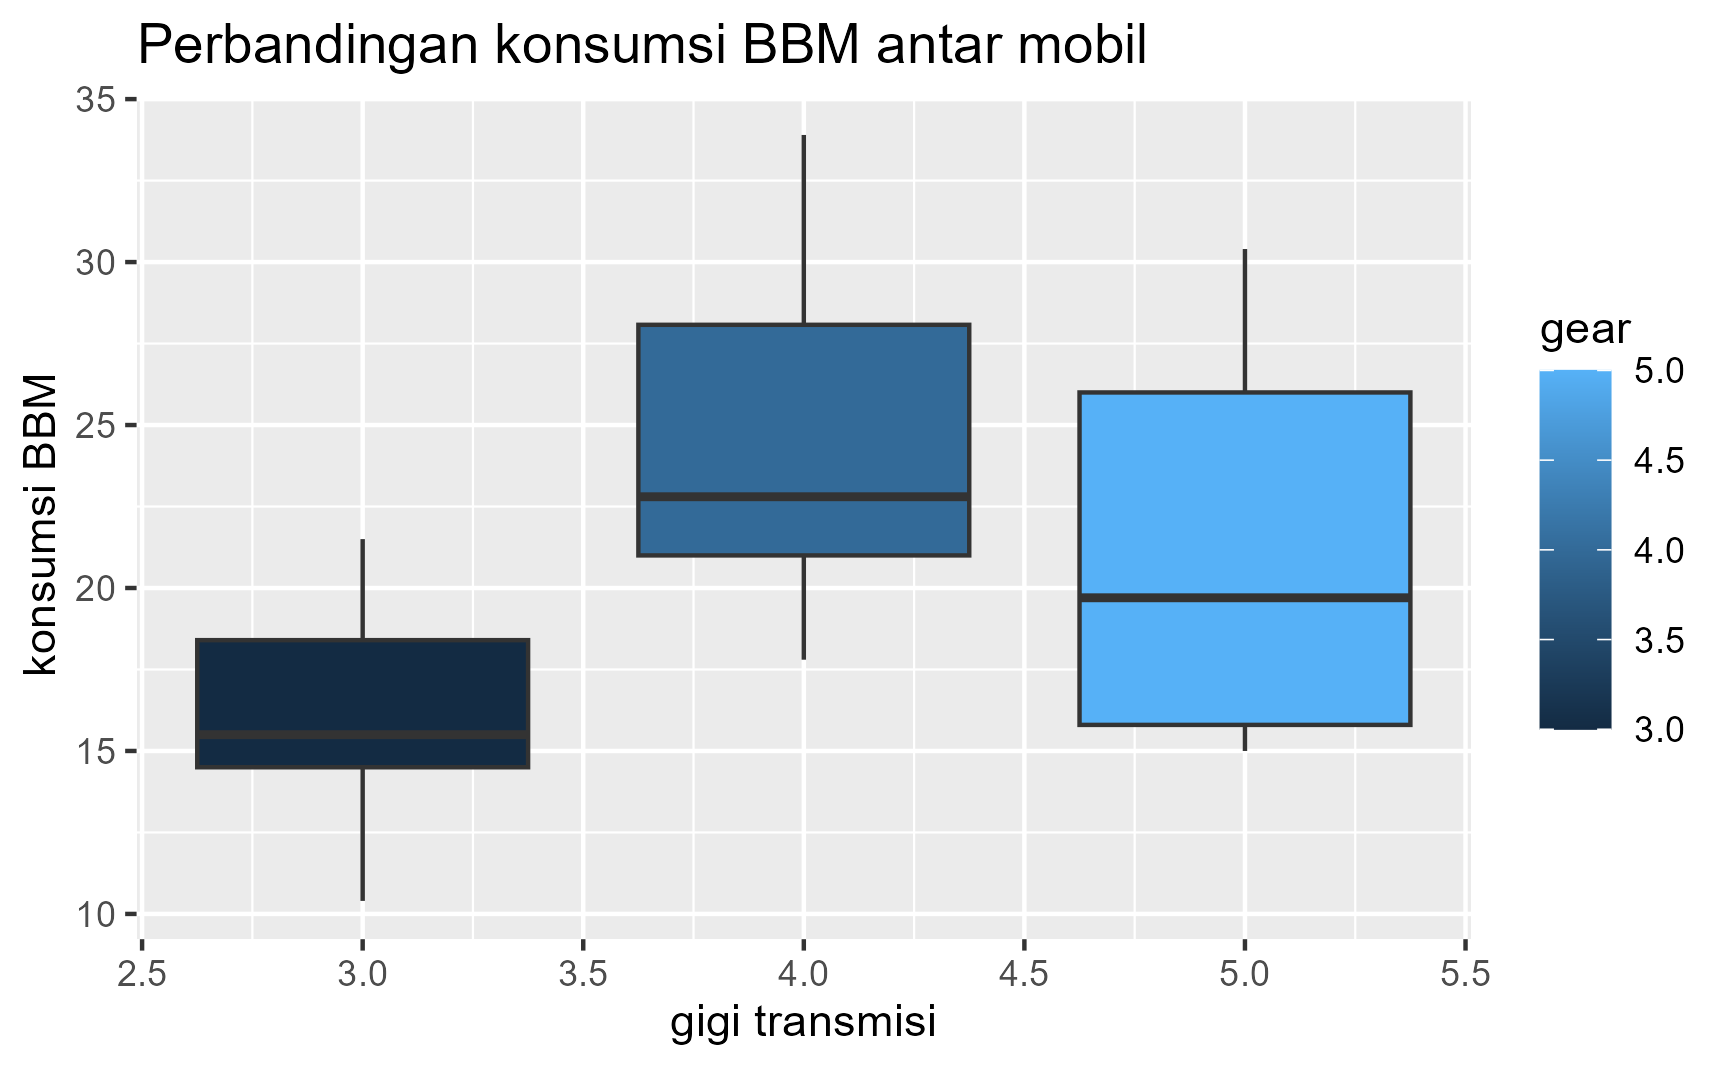 Perbandingan konsumsi BBM antar mobil
35
30
25
20
15
10
konsumsi BBM
2.5 3.0 3.5 4.0 4.5 5.0 5.5
gigi transmisi
gear
5.0
4.5
4.0
3.5
3.0